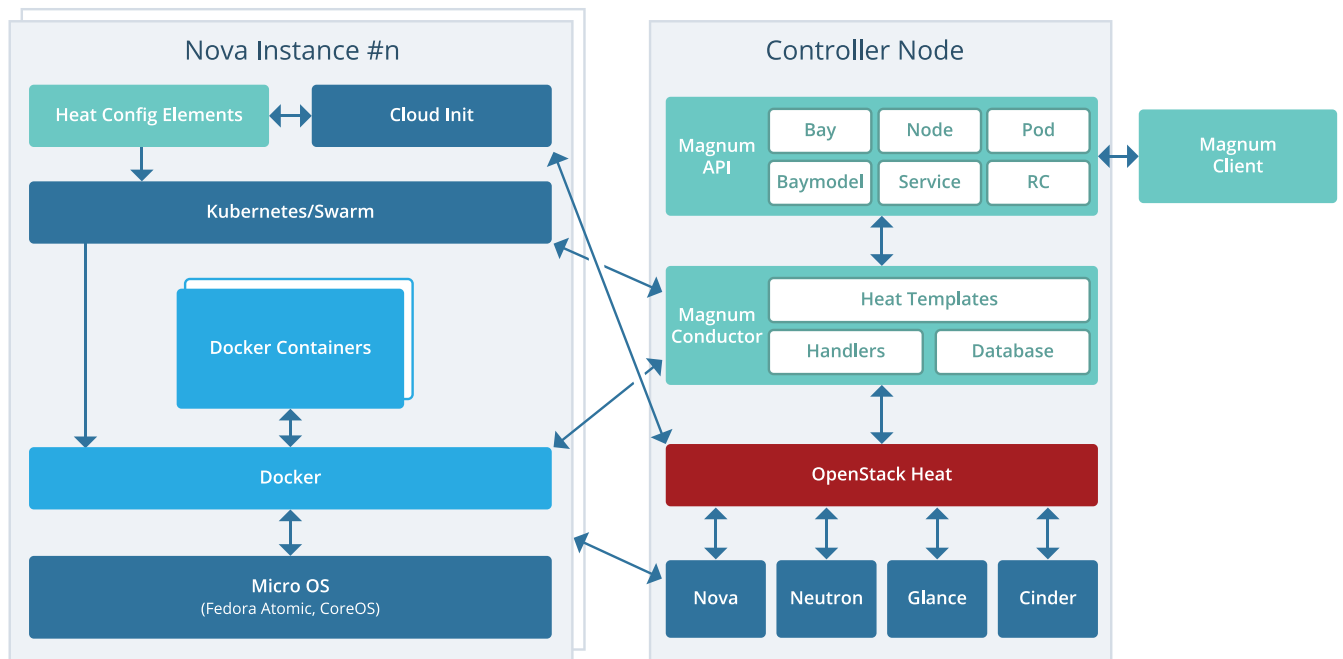 Nova Instance #n
Heat Config Elements
Cloud Init
Kubernetes/Swarm
Docker Containers
Docker
Micro OS
(Fedora Atomic, CoreOS)
Controller Node
Magnum
API
Bay
Node
Pod
Baymodel
Service
RC
Magnum
Client
Magnum
Conductor
Heat Templates
Handlers
Database
OpenStack Heat
Nova
Neutron
Glance
Cinder